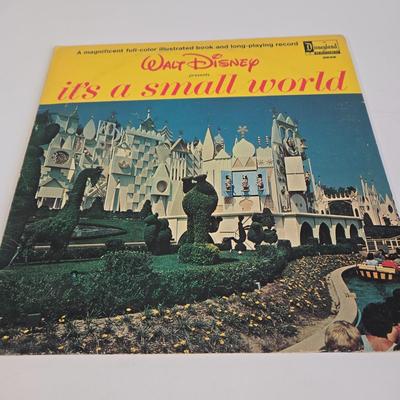 A magnificent full-color illustrated book and long-playing record
Disneyland
WALT DISNEY
presents
it's a small world